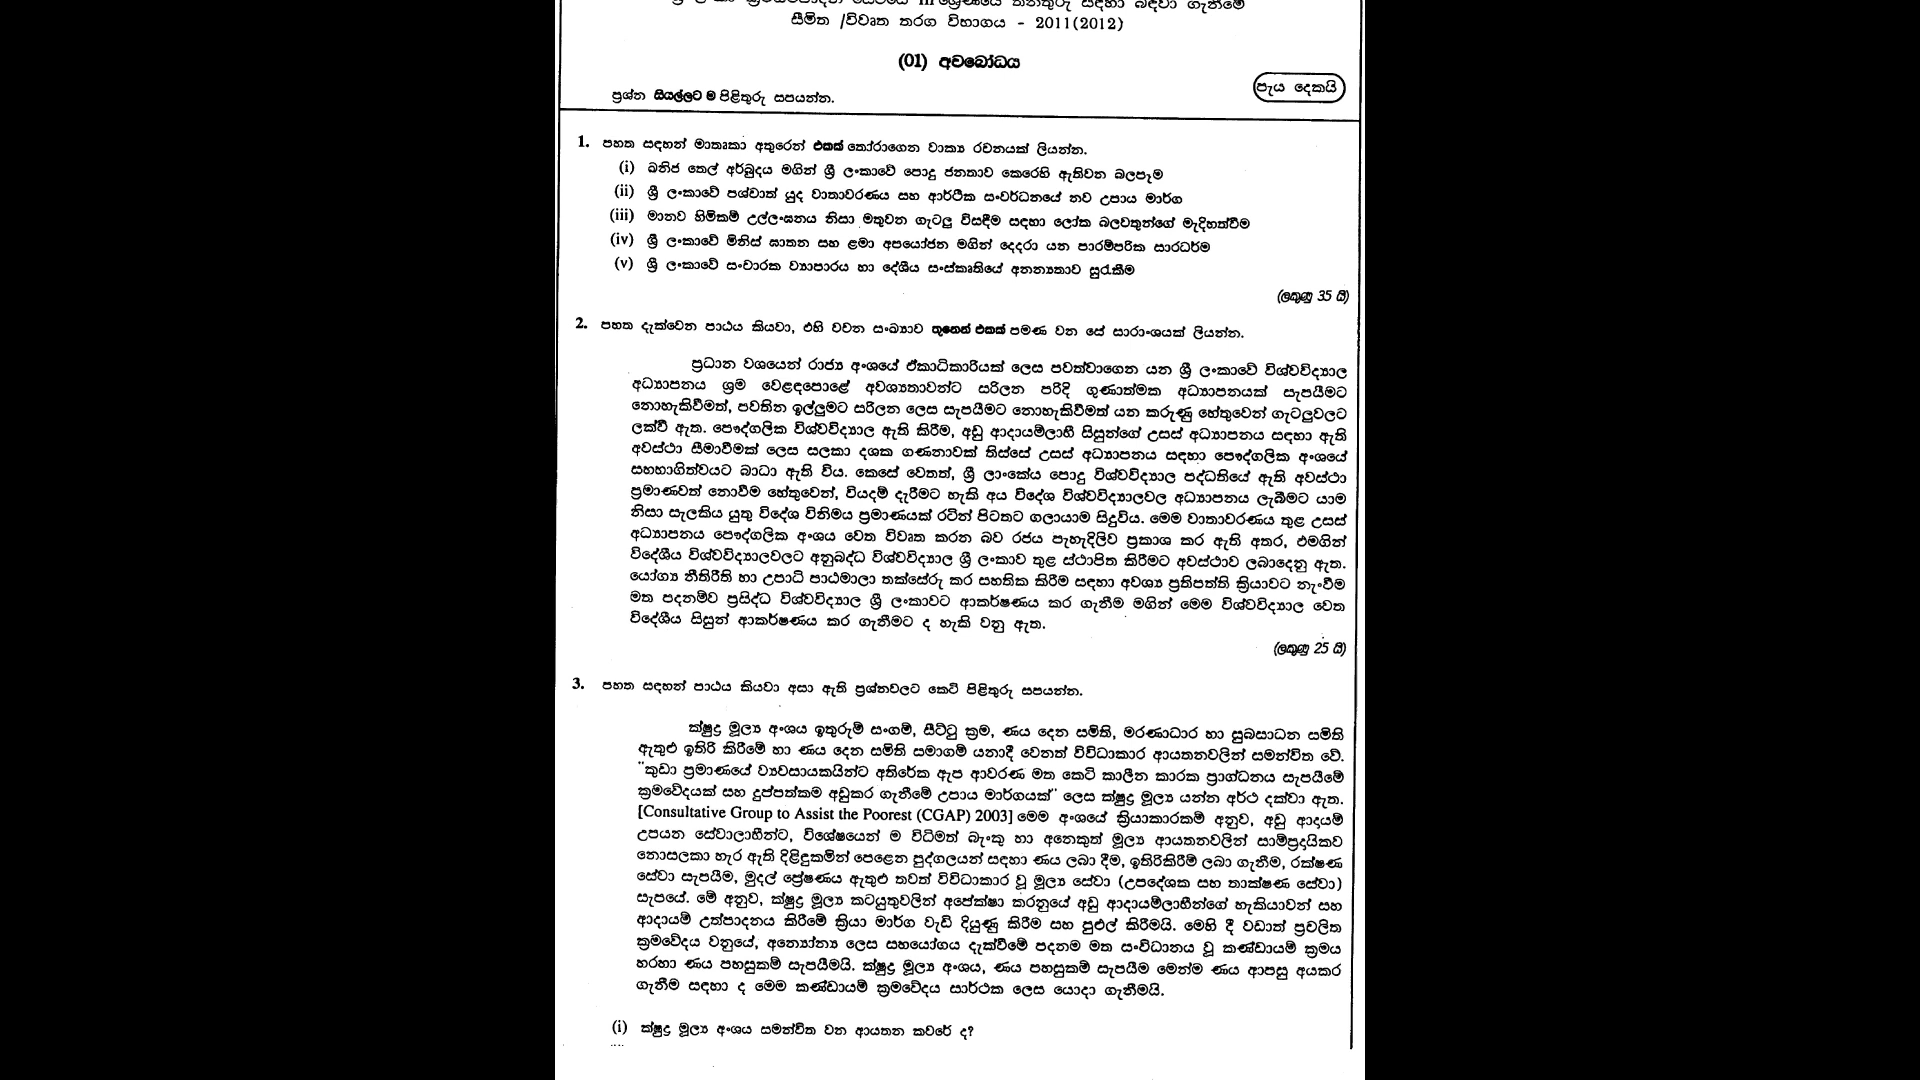 ශ්‍රී ලංකා ක්‍රමසම්පාදන සේවයේ III ශ්‍රේණියේ තනතුරු සඳහා බඳවා ගැනීමේ
සීමිත /විවෘත තරග විභාගය - 2011(2012)
(01) අවබෝධය
පැය දෙකයි
ප්‍රශ්න සියල්ලට ම පිළිතුරු සපයන්න.
1. පහත සඳහන් මාතෘකා අතුරෙන් එකක් තෝරාගෙන වාක්‍ය රචනයක් ලියන්න.
(i) ඛනිජ තෙල් අර්බුදය මගින් ශ්‍රී ලංකාවේ පොදු ජනතාව කෙරෙහි ඇතිවන බලපෑම
(ii) ශ්‍රී ලංකාවේ පශ්චාත් යුද වාතාවරණය සහ ආර්ථික සංවර්ධනයේ නව උපාය මාර්ග
(iii) මානව හිමිකම් උල්ලංඝනය නිසා මතුවන ගැටලු විසඳීම සඳහා ලෝක බලවතුන්ගේ මැදිහත්වීම
(iv) ශ්‍රී ලංකාවේ මිනිස් ඝාතන සහ ළමා අපයෝජන මගින් දෙදරා යන පාරම්පරික සාරධර්ම
(v) ශ්‍රී ලංකාවේ සංචාරක ව්‍යාපාරය හා දේශීය සංස්කෘතියේ අනන්‍යතාව සුරැකීම
(ලකුණු 35 යි)
2. පහත දැක්වෙන පාඨය කියවා, එහි වචන සංඛ්‍යාව තුනෙන් එකක් පමණ වන සේ සාරාංශයක් ලියන්න.
ප්‍රධාන වශයෙන් රාජ්‍ය අංශයේ ඒකාධිකාරියක් ලෙස පවත්වාගෙන යන ශ්‍රී ලංකාවේ විශ්වවිද්‍යාල
අධ්‍යාපනය ශ්‍රම වෙළඳපොළේ අවශ්‍යතාවන්ට සරිලන පරිදි ගුණාත්මක අධ්‍යාපනයක් සැපයීමට
නොහැකිවීමත්, පවතින ඉල්ලුමට සරිලන ලෙස සැපයීමට නොහැකිවීමත් යන කරුණු හේතුවෙන් ගැටලුවලට
ලක්වී ඇත. පෞද්ගලික විශ්වවිද්‍යාල ඇති කිරීම, අඩු ආදායම්ලාභී සිසුන්ගේ උසස් අධ්‍යාපනය සඳහා ඇති
අවස්ථා සීමාවීමක් ලෙස සලකා දශක ගණනාවක් තිස්සේ උසස් අධ්‍යාපනය සඳහා පෞද්ගලික අංශයේ
සහභාගිත්වයට බාධා ඇති විය. කෙසේ වෙතත්, ශ්‍රී ලාංකේය පොදු විශ්වවිද්‍යාල පද්ධතියේ ඇති අවස්ථා
ප්‍රමාණවත් නොවීම හේතුවෙන්, වියදම් දැරීමට හැකි අය විදේශ විශ්වවිද්‍යාලවල අධ්‍යාපනය ලැබීමට යාම
නිසා සැලකිය යුතු විදේශ විනිමය ප්‍රමාණයක් රටින් පිටතට ගලායාම සිදුවිය. මෙම වාතාවරණය තුළ උසස්
අධ්‍යාපනය පෞද්ගලික අංශය වෙත විවෘත කරන බව රජය පැහැදිලිව ප්‍රකාශ කර ඇති අතර, එමගින්
විදේශීය විශ්වවිද්‍යාලවලට අනුබද්ධ විශ්වවිද්‍යාල ශ්‍රී ලංකාව තුළ ස්ථාපිත කිරීමට අවස්ථාව ලබාදෙනු ඇත.
යෝග්‍ය නීතිරීති හා උපාධි පාඨමාලා තක්සේරු කර සහතික කිරීම සඳහා අවශ්‍ය ප්‍රතිපත්ති ක්‍රියාවට නැංවීම
මත පදනම්ව ප්‍රසිද්ධ විශ්වවිද්‍යාල ශ්‍රී ලංකාවට ආකර්ෂණය කර ගැනීම මගින් මෙම විශ්වවිද්‍යාල වෙත
විදේශීය සිසුන් ආකර්ෂණය කර ගැනීමට ද හැකි වනු ඇත.
(ලකුණු 25 යි)
3. පහත සඳහන් පාඨය කියවා අසා ඇති ප්‍රශ්නවලට කෙටි පිළිතුරු සපයන්න.
ක්ෂුද්‍ර මූල්‍ය අංශය ඉතුරුම් සංගම්, සීට්ටු ක්‍රම, ණය දෙන සමිති, මරණාධාර හා සුබසාධන සමිති
ඇතුළු ඉතිරි කිරීමේ හා ණය දෙන සමිති සමාගම් යනාදී වෙනත් විවිධාකාර ආයතනවලින් සමන්විත වේ.
"කුඩා ප්‍රමාණයේ ව්‍යවසායකයින්ට අතිරේක ඇප ආවරණ මත කෙටි කාලීන කාරක ප්‍රාග්ධනය සැපයීමේ
ක්‍රමවේදයක් සහ දුප්පත්කම අඩුකර ගැනීමේ උපාය මාර්ගයක්" ලෙස ක්ෂුද්‍ර මූල්‍ය යන්න අර්ථ දක්වා ඇත.
[Consultative Group to Assist the Poorest (CGAP) 2003] මෙම අංශයේ ක්‍රියාකාරකම් අනුව, අඩු ආදායම්
උපයන සේවාලාභීන්ට, විශේෂයෙන් ම විධිමත් බැංකු හා අනෙකුත් මූල්‍ය ආයතනවලින් සාම්ප්‍රදායිකව
නොසලකා හැර ඇති දිළිඳුකමින් පෙළෙන පුද්ගලයන් සඳහා ණය ලබා දීම, ඉතිරිකිරීම් ලබා ගැනීම, රක්ෂණ
සේවා සැපයීම, මුදල් ප්‍රේෂණය ඇතුළු තවත් විවිධාකාර වූ මූල්‍ය සේවා (උපදේශක සහ තාක්ෂණ සේවා)
සැපයේ. මේ අනුව, ක්ෂුද්‍ර මූල්‍ය කටයුතුවලින් අපේක්ෂා කරනුයේ අඩු ආදායම්ලාභීන්ගේ හැකියාවන් සහ
ආදායම් උත්පාදනය කිරීමේ ක්‍රියා මාර්ග වැඩි දියුණු කිරීම සහ පුළුල් කිරීමයි. මෙහි දී වඩාත් ප්‍රචලිත
ක්‍රමවේදය වනුයේ, අන්‍යෝන්‍ය ලෙස සහයෝගය දැක්වීමේ පදනම මත සංවිධානය වූ කණ්ඩායම් ක්‍රමය
හරහා ණය පහසුකම් සැපයීමයි. ක්ෂුද්‍ර මූල්‍ය අංශය, ණය පහසුකම් සැපයීම මෙන්ම ණය ආපසු අයකර
ගැනීම සඳහා ද මෙම කණ්ඩායම් ක්‍රමවේදය සාර්ථක ලෙස යොදා ගැනීමයි.
(i) ක්ෂුද්‍ර මූල්‍ය අංශය සමන්විත වන ආයතන කවරේ ද?